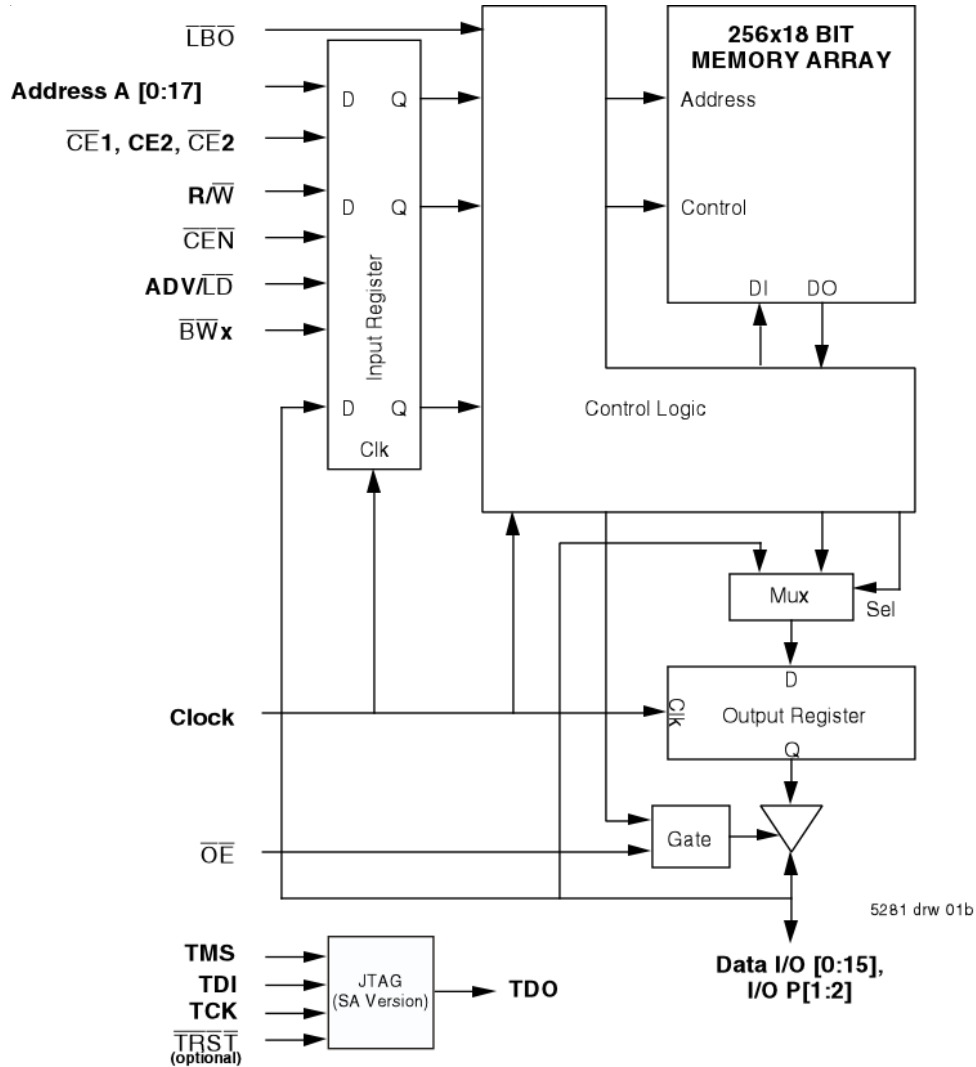 LBO
256x18 BIT
MEMORY ARRAY
Address A [0:17]
D Q
Address
CE1, CE2, CE2
R/W
D Q
Control
CEN
ADV/LD
DI DO
BWx
Input Register
D Q
Control Logic
Clk
Mux
Sel
D
Clock
Clk
Output Register
Q
Gate
OE
5281 drw 01b
TMS
TDI
TCK
TRST
(optional)
JTAG
(SA Version)
TDO
Data I/O [0:15],
I/O P[1:2]